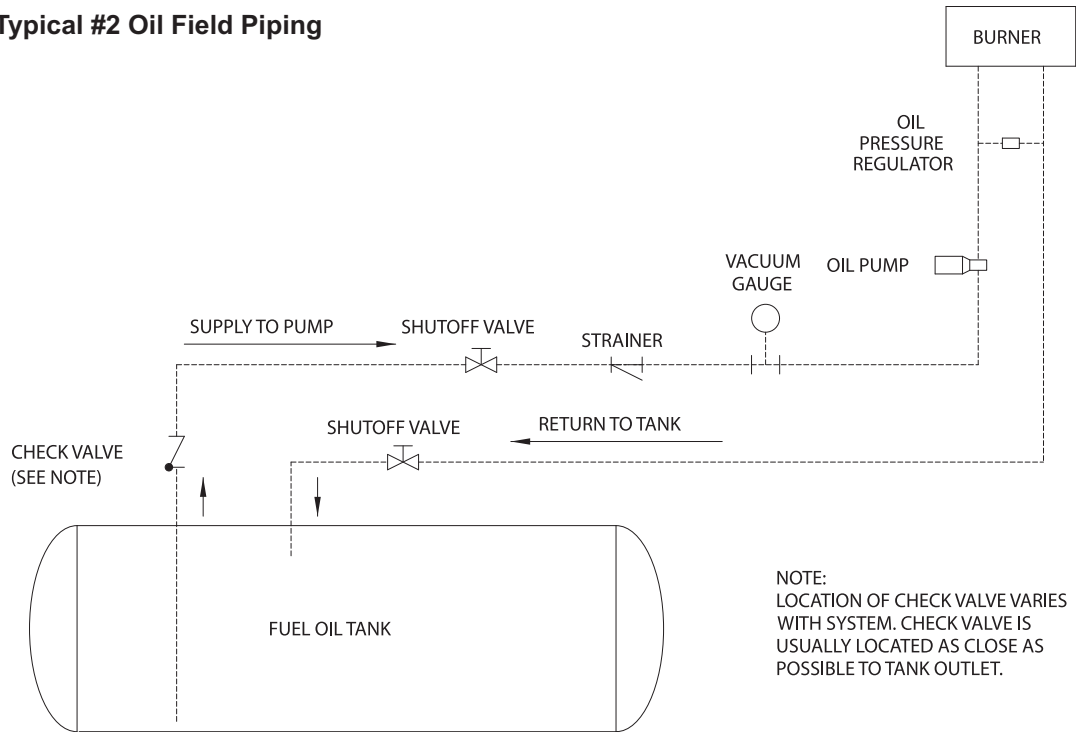 Typical #2 Oil Field Piping
BURNER
OIL
PRESSURE
REGULATOR
VACUUM
GAUGE
OIL PUMP
SUPPLY TO PUMP
SHUTOFF VALVE
STRAINER
SHUTOFF VALVE
RETURN TO TANK
CHECK VALVE
(SEE NOTE)
FUEL OIL TANK
NOTE:
LOCATION OF CHECK VALVE VARIES
WITH SYSTEM. CHECK VALVE IS
USUALLY LOCATED AS CLOSE AS
POSSIBLE TO TANK OUTLET.